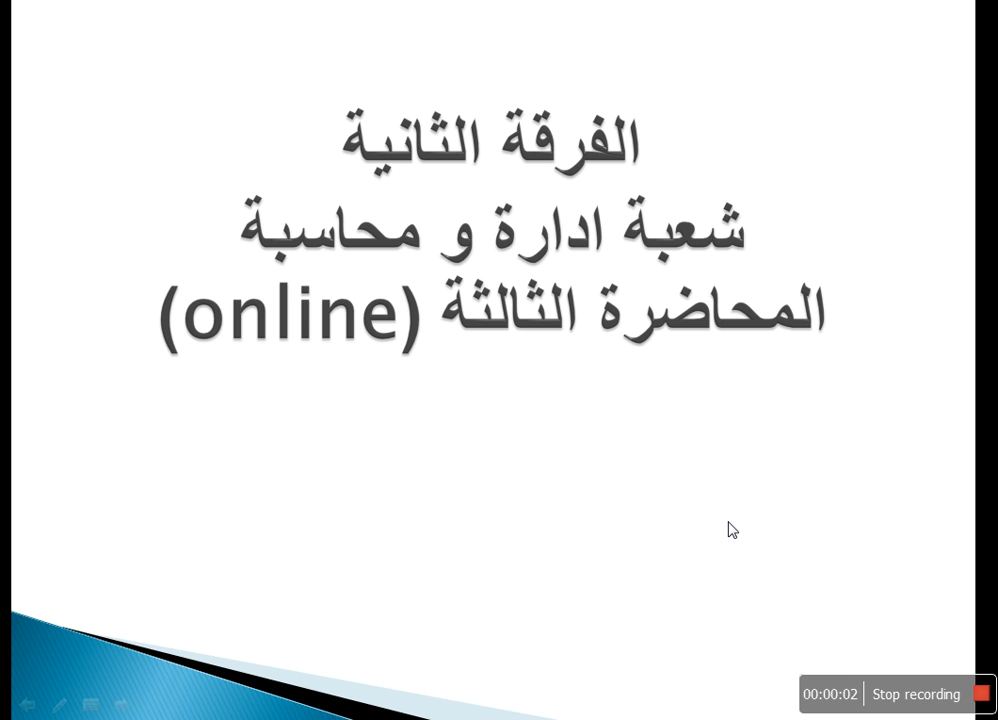 الفرقة الثانية
شعبة ادارة و محاسبة
المحاضرة الثالثة (online)
00:00:02 Stop recording